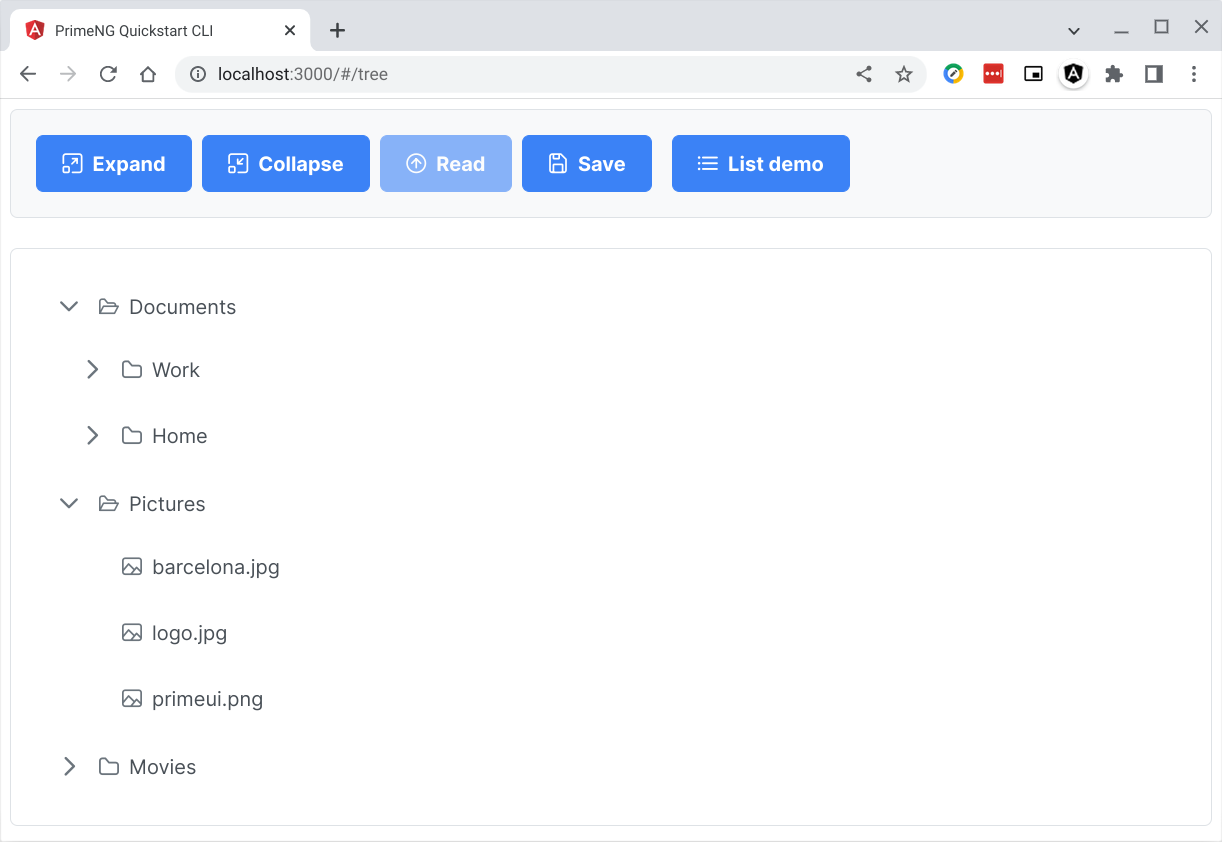 PrimeNG Quickstart CLI
localhost:3000/#/tree
Expand Collapse Read Save List demo
Documents
Work
Home
Pictures
barcelona.jpg
logo.jpg
primeui.png
Movies